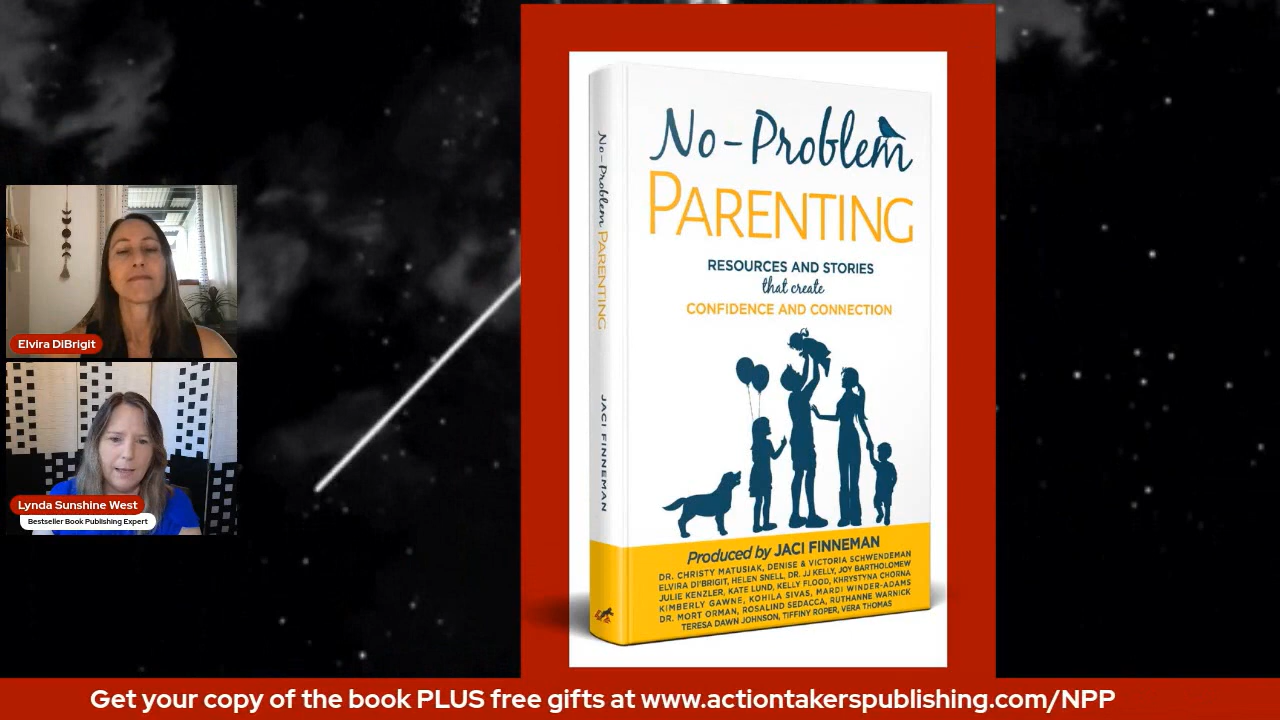 Elvira DiBrigit
Lynda Sunshine West
Bestseller Book Publishing Expert
No-Problem PARENTING
JACI FINNEMAN
No-Problem
PARENTING
RESOURCES AND STORIES
that create
CONFIDENCE AND CONNECTION
Produced by JACI FINNEMAN
DR. CHRISTY MATUSIAK, DENISE & VICTORIA SCHWENDEMAN
ELVIRA DI'BRIGIT, HELEN SNELL, DR. JJ KELLY, JOY BARTHOLOMEW
JULIE KENZLER, KATE LUND, KELLY FLOOD, KHRYSTYNA CHORNA
KIMBERLY GAWNE, KOHILA SIVAS, MARDI WINDER-ADAMS
DR. MORT ORMAN, ROSALIND SEDACCA, RUTHANNE WARNICK
TERESA DAWN JOHNSON, TIFFINY ROPER, VERA THOMAS
Get your copy of the book PLUS free gifts at www.actiontakerspublishing.com/NPP